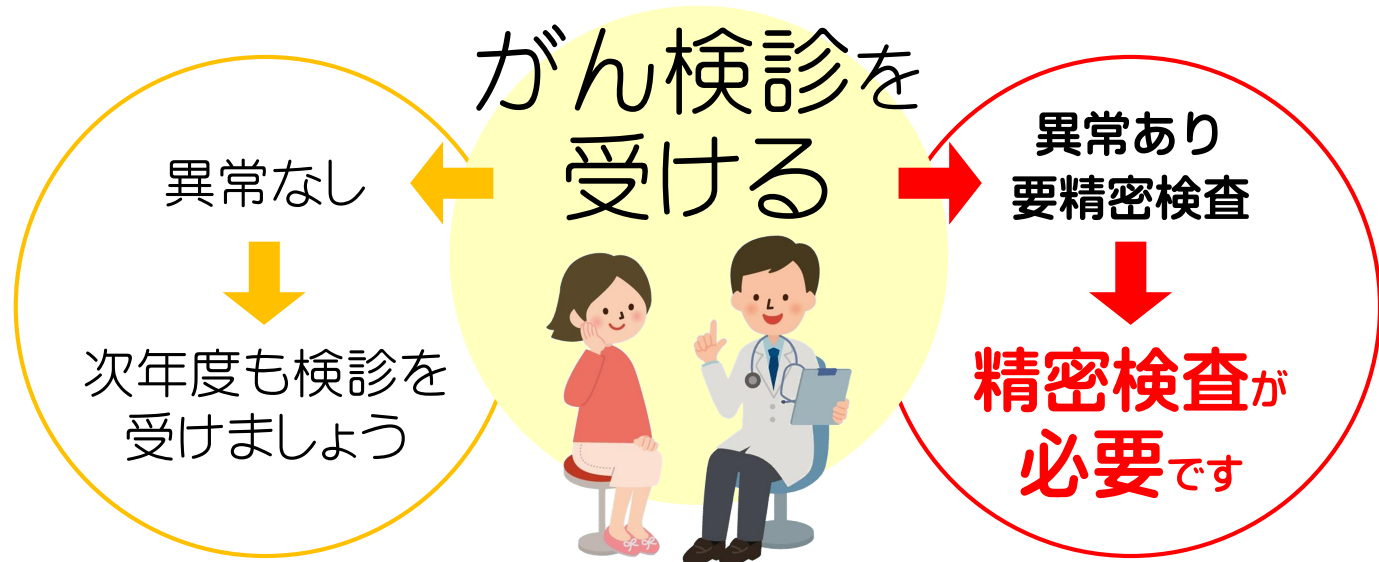 がん検診を
受ける
異常なし
次年度も検診を
受けましょう
異常あり
要精密検査
精密検査が
必要です